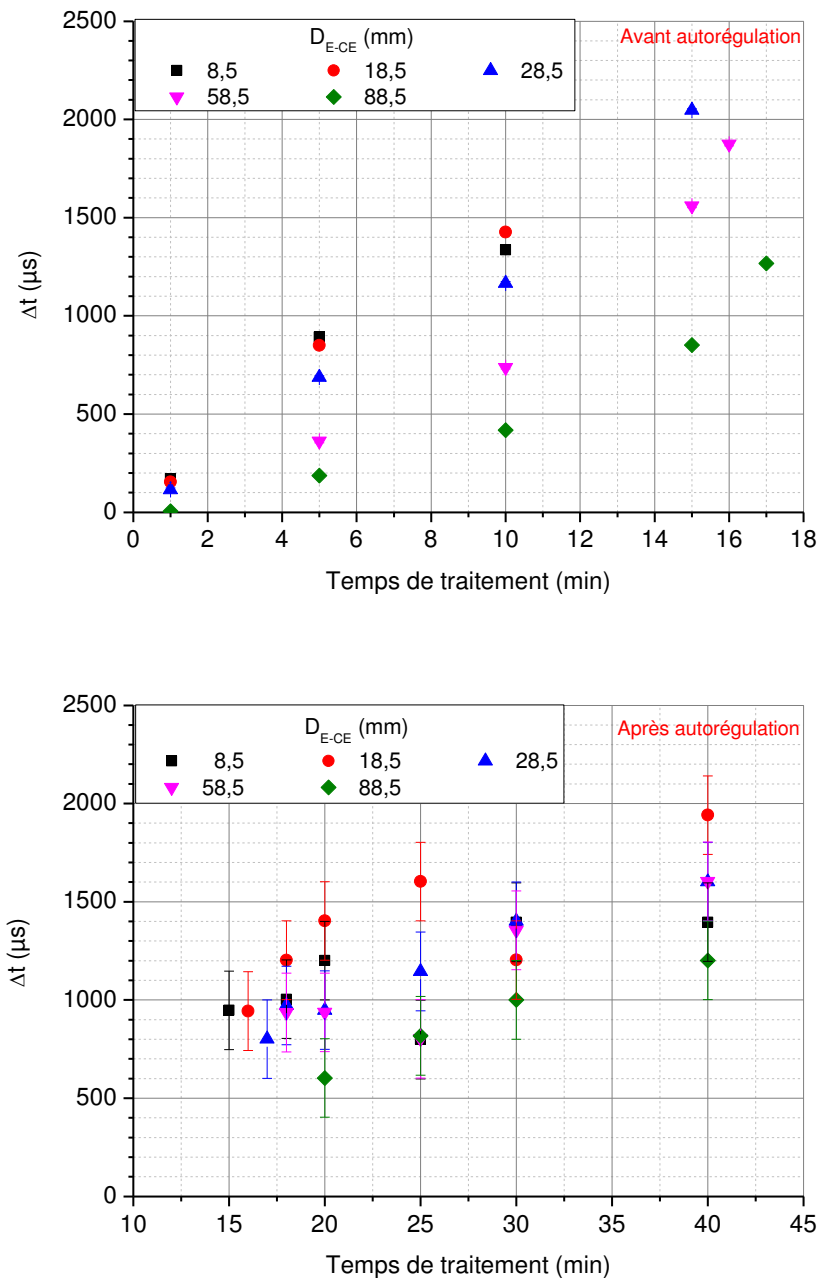 2500
D_E-CE (mm)
Avant autorégulation
8,5 18,5 28,5
58,5 88,5
2000
1500
1000
500
0
0 2 4 6 8 10 12 14 16 18
Δt (µs)
Temps de traitement (min)
2500
D_E-CE (mm)
Après autorégulation
8,5 18,5 28,5
58,5 88,5
2000
1500
1000
500
0
10 15 20 25 30 35 40 45
Δt (µs)
Temps de traitement (min)